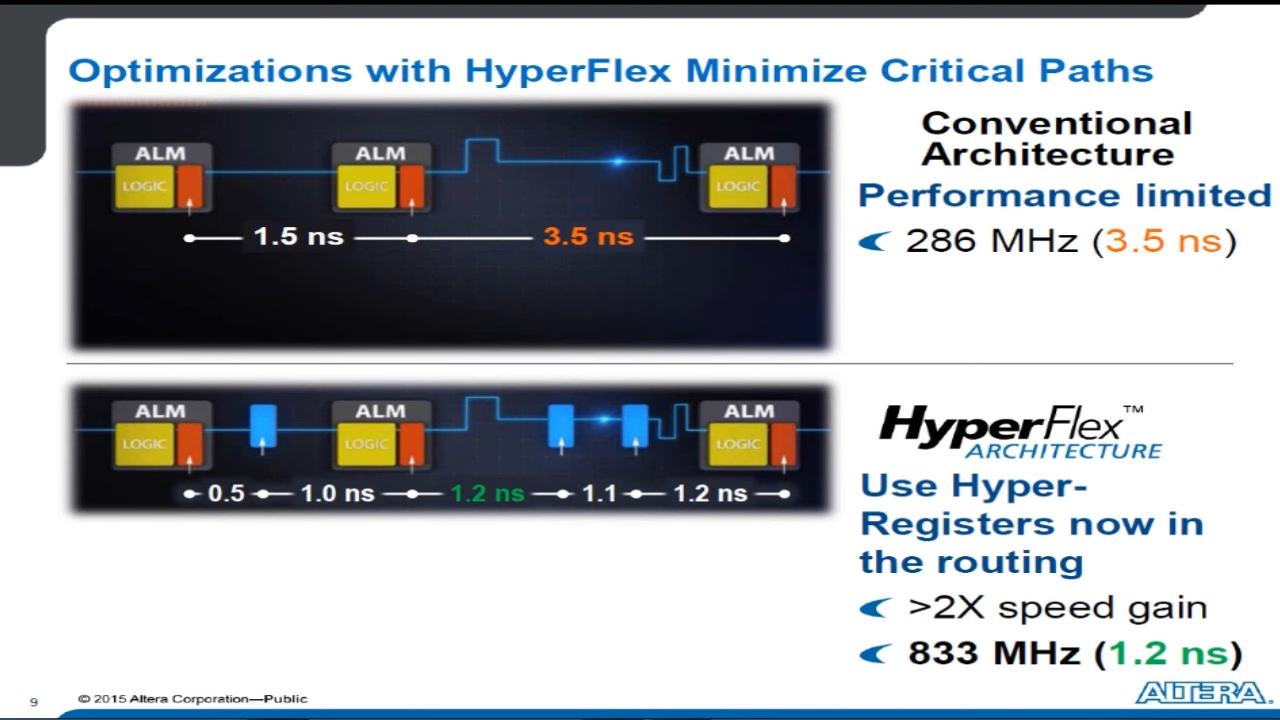 Optimizations with HyperFlex Minimize Critical Paths
ALM ALM ALM
LOGIC LOGIC LOGIC
1.5 ns 3.5 ns
Conventional
Architecture
Performance limited
286 MHz (3.5 ns)
ALM ALM ALM
LOGIC LOGIC LOGIC
0.5 1.0 ns 1.2 ns 1.1 1.2 ns
HyperFlex™
ARCHITECTURE
Use Hyper-
Registers now in
the routing
>2X speed gain
833 MHz (1.2 ns)
9 © 2015 Altera Corporation—Public
ALTERA®